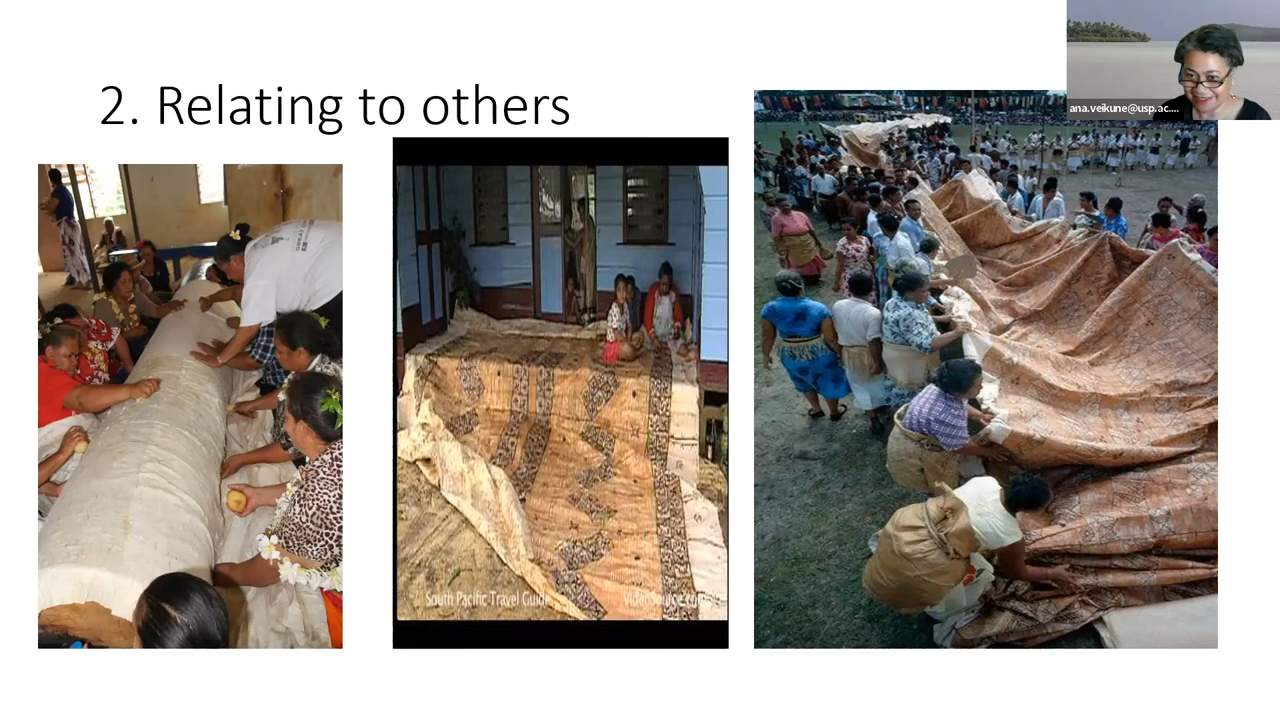 2. Relating to others
ana.veikune@usp.ac....
South Pacific Travel Guide